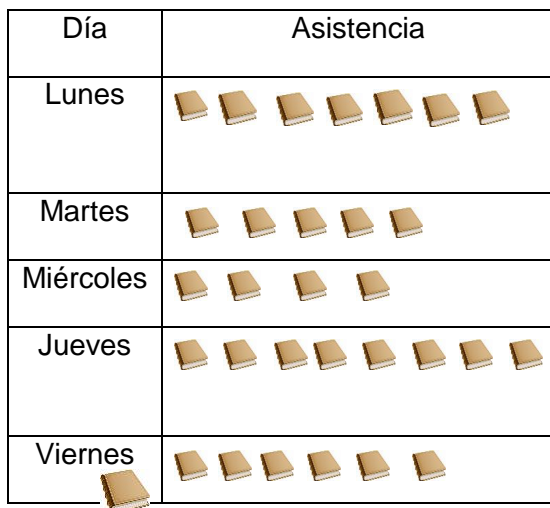 Día Asistencia
Lunes
Martes
Miércoles
Jueves
Viernes